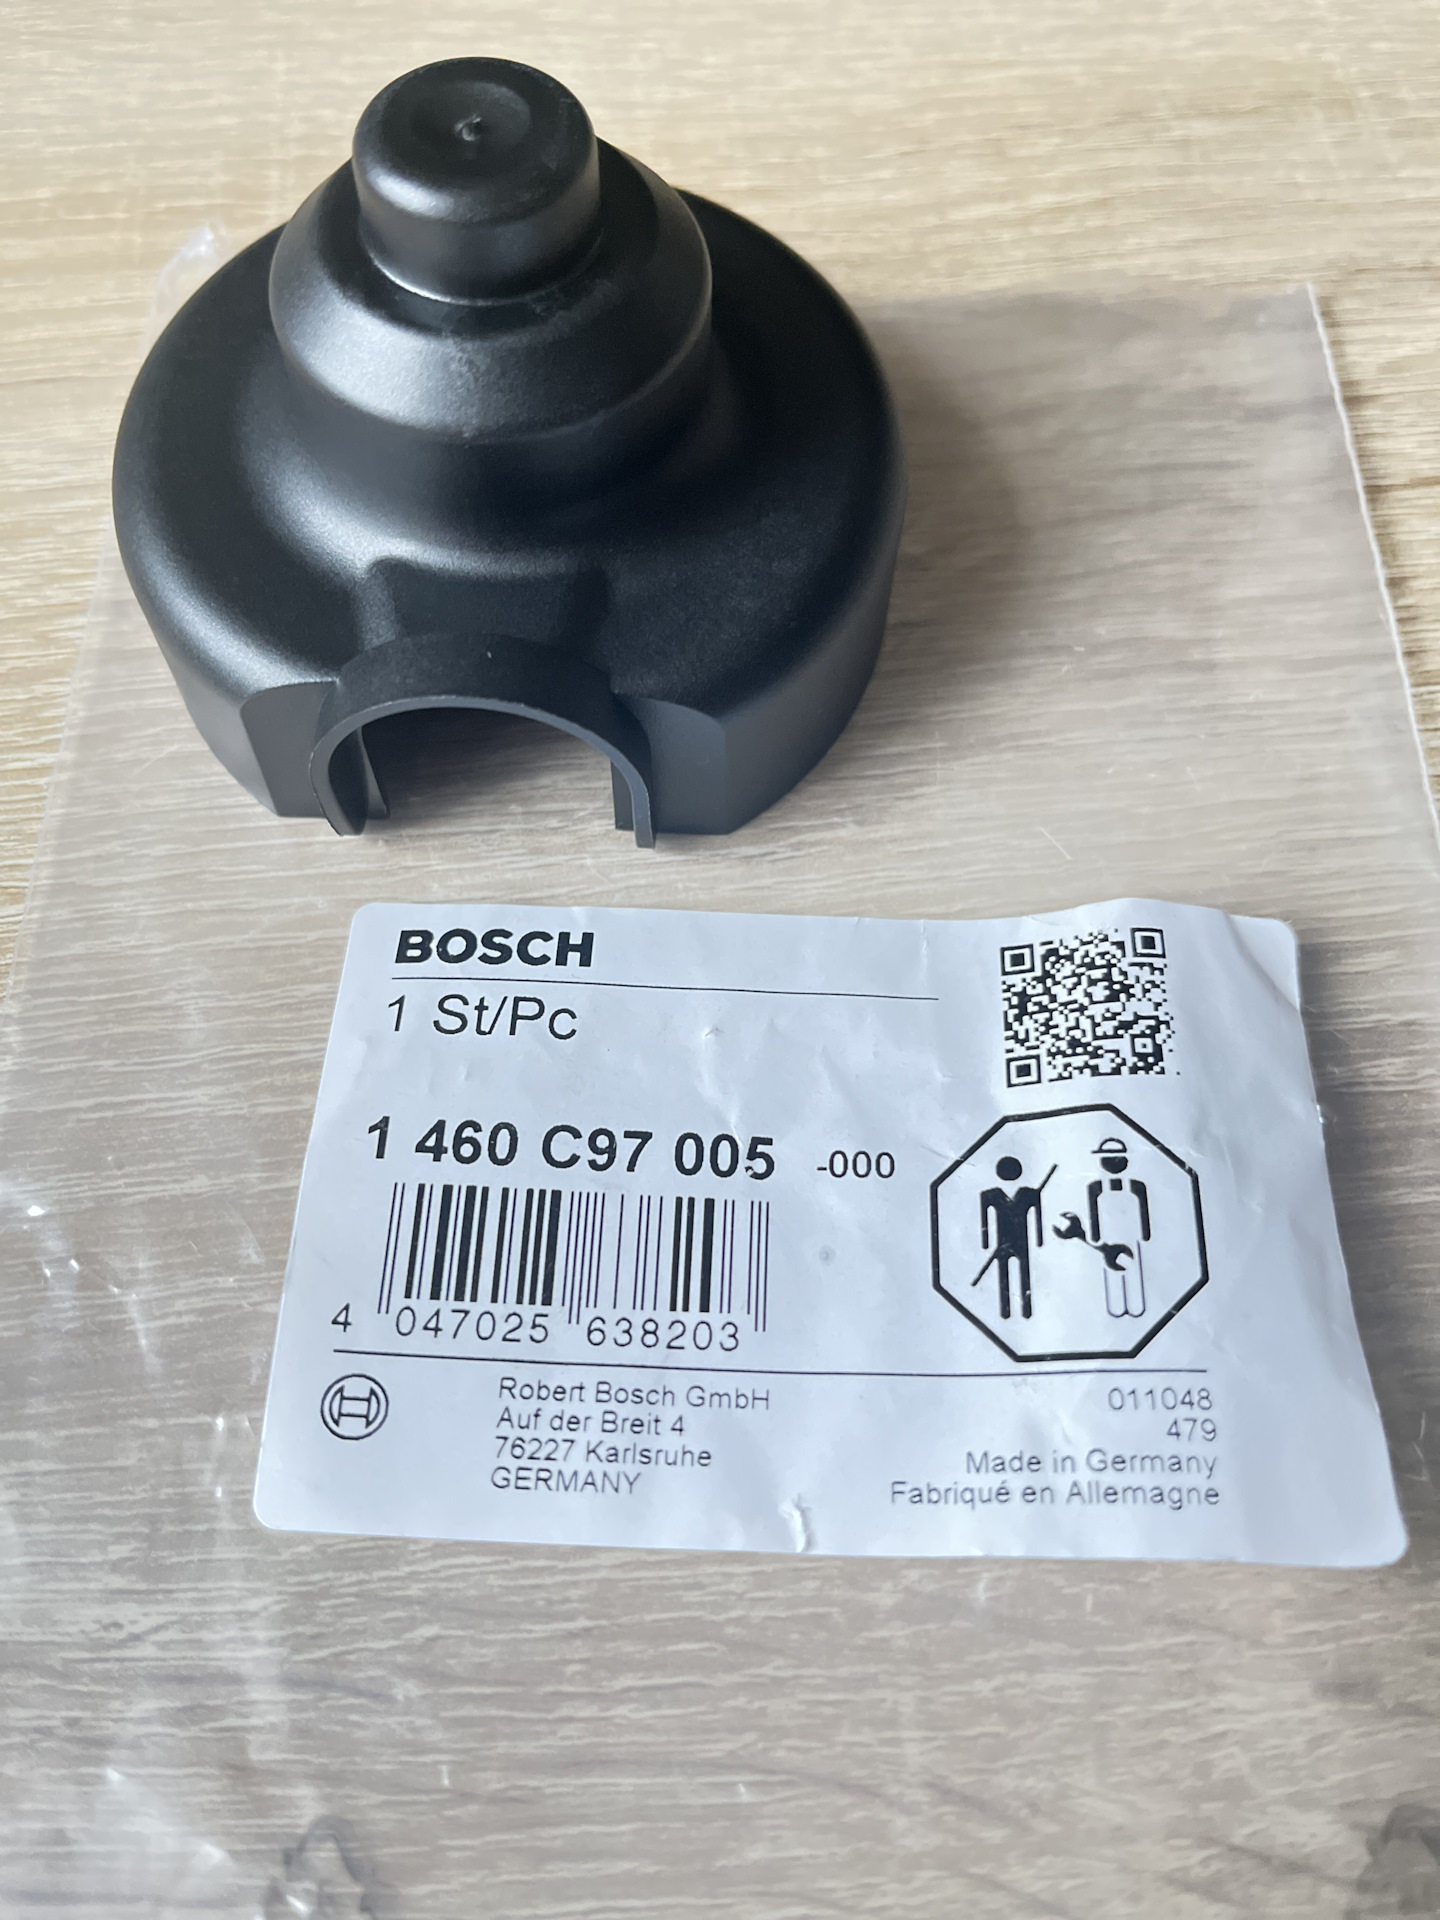 BOSCH
1 St/Pc
1 460 C97 005 -000
4 047025 638203
Robert Bosch GmbH
Auf der Breit 4
76227 Karlsruhe
GERMANY
011048
479
Made in Germany
Fabriqué en Allemagne